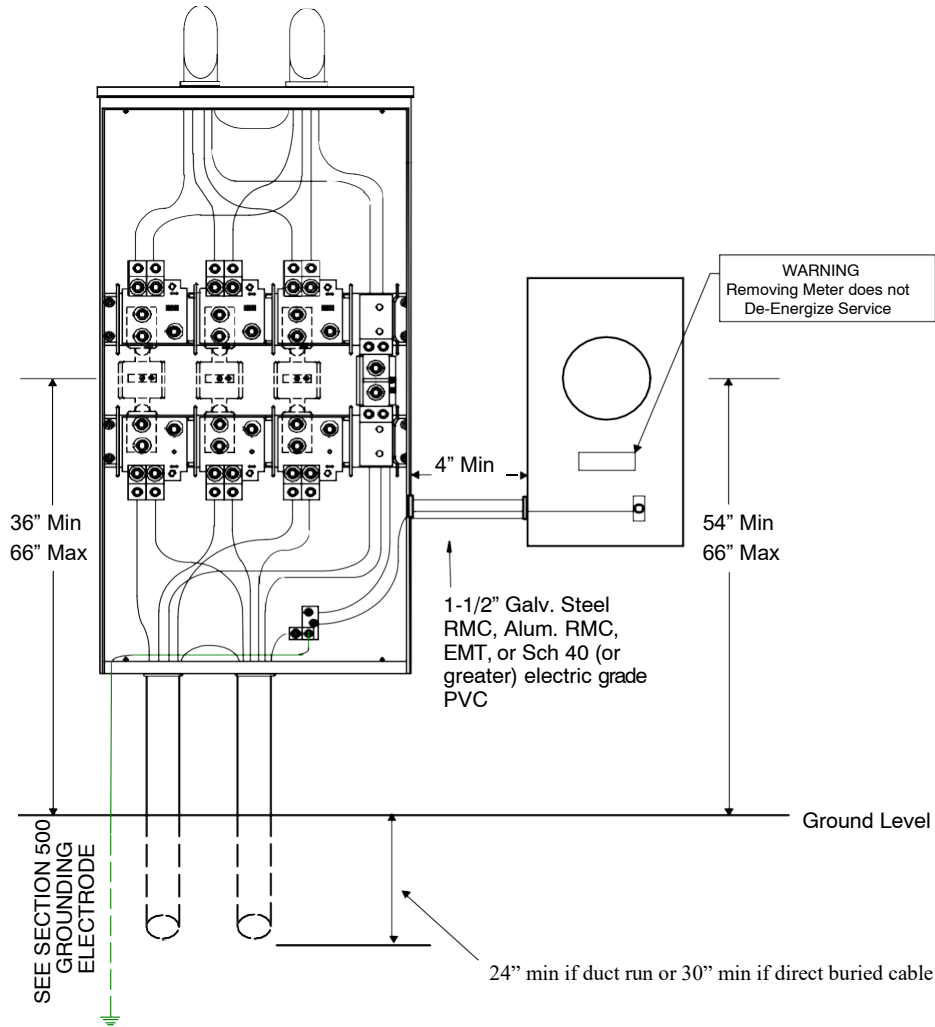 WARNING
Removing Meter does not
De-Energize Service
4” Min
36” Min
66” Max
54” Min
66” Max
1-1/2” Galv. Steel
RMC, Alum. RMC,
EMT, or Sch 40 (or
greater) electric grade
PVC
Ground Level
SEE SECTION 500
GROUNDING
ELECTRODE
24” min if duct run or 30” min if direct buried cable